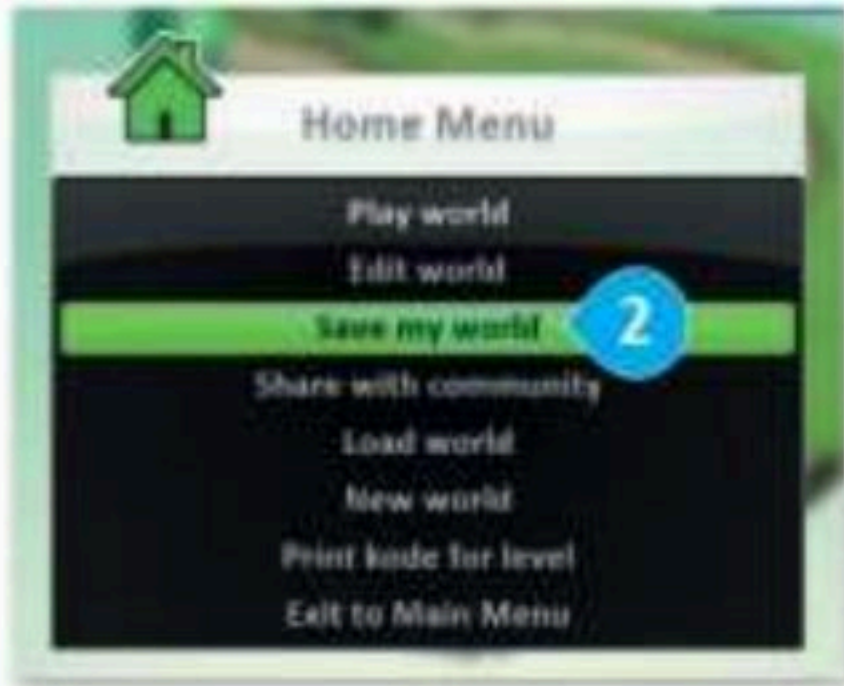 Home Menu
Play world
Edit world
Save my world 2
Share with community
Load world
New world
Print kode for level
Exit to Main Menu